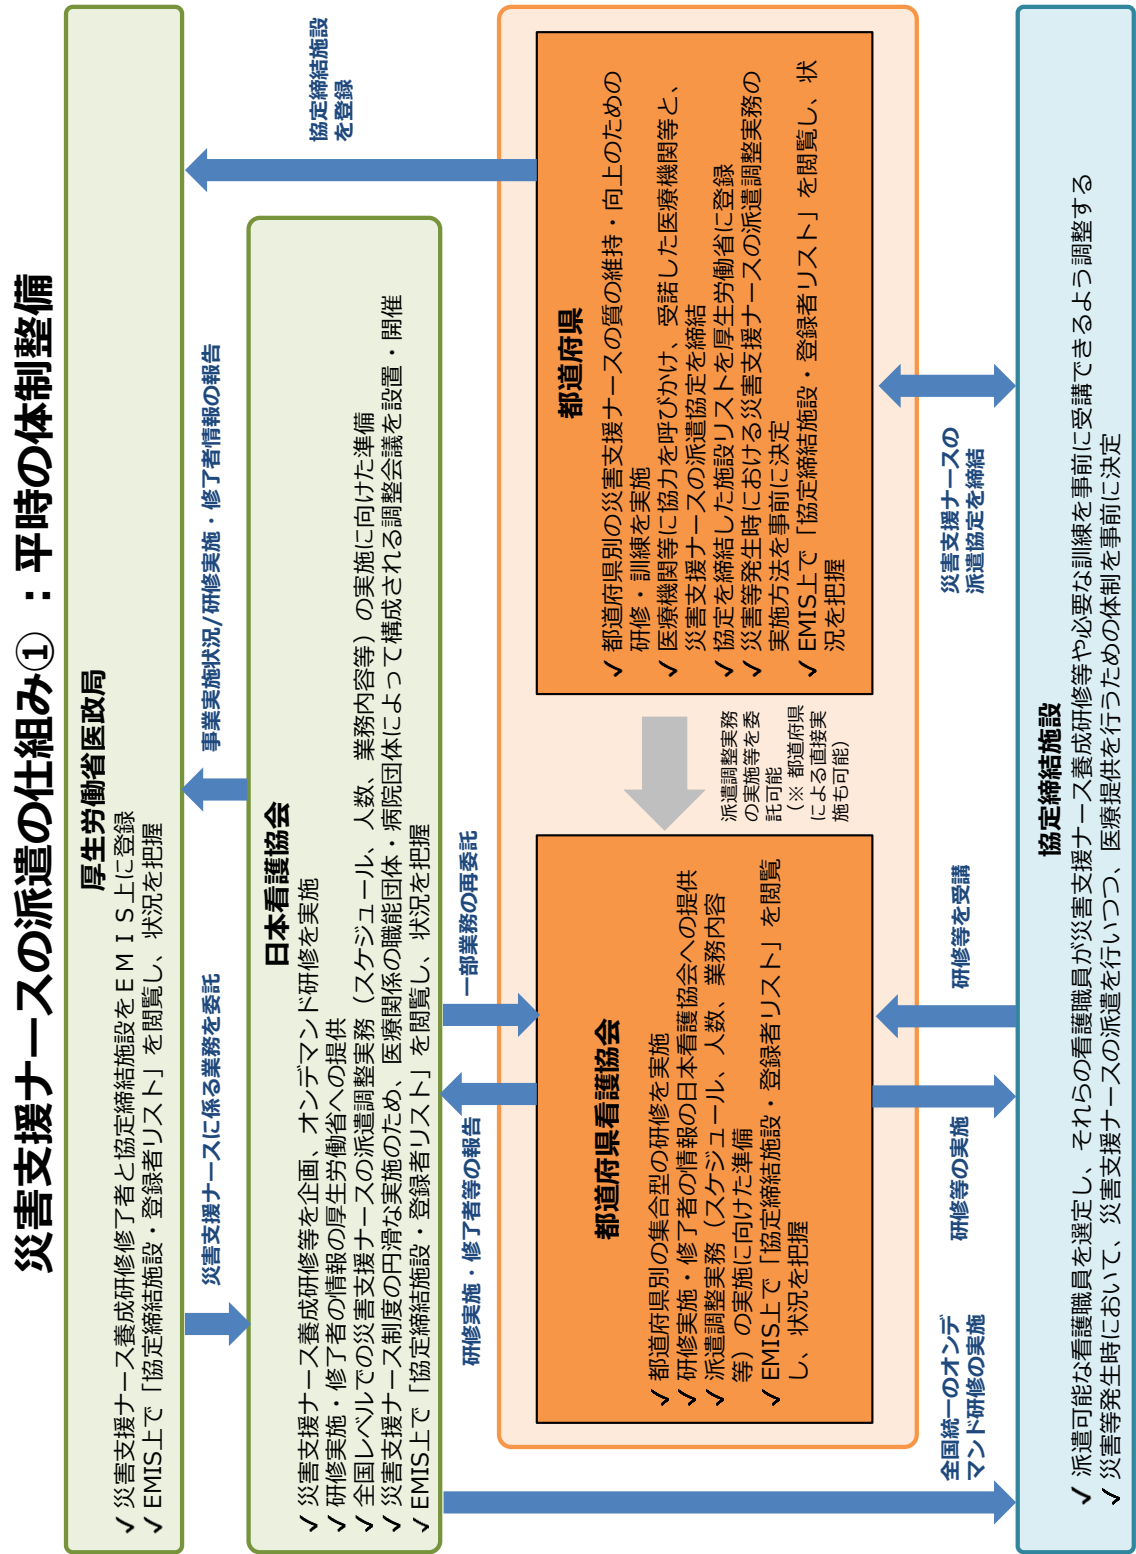 災害支援ナースの派遣の仕組み①：平時の体制整備
厚生労働省医政局
✓ 災害支援ナース養成研修修了者と協定締結施設をＥＭＩＳ上に登録
✓ EMIS上で「協定締結施設・登録者リスト」を閲覧し、状況を把握
災害支援ナースに係る業務を委託
事業実施状況/研修実施・修了者情報の報告
協定締結施設
を登録
日本看護協会
✓ 災害支援ナース養成研修等を企画、オンデマンド研修を実施
✓ 研修実施・修了者の情報の厚生労働省への提供
✓ 全国レベルでの災害支援ナースの派遣調整実務（スケジュール、人数、業務内容等）の実施に向けた準備
✓ 災害支援ナース制度の円滑な実施のため、医療関係の職能団体・病院団体によって構成される調整会議を設置・開催
✓ EMIS上で「協定締結施設・登録者リスト」を閲覧し、状況を把握
研修実施・修了者等の報告
一部業務の再委託
都道府県看護協会
✓ 都道府県別の集合型の研修を実施
✓ 研修実施・修了者の情報の日本看護協会への提供
✓ 派遣調整実務（スケジュール、人数、業務内容
等）の実施に向けた準備
✓ EMIS上で「協定締結施設・登録者リスト」を閲覧
し、状況を把握
派遣調整実務
の実施等を委
託可能
（※ 都道府県
による直接実
施も可能）
都道府県
✓ 都道府県別の災害支援ナースの質の維持・向上のための
研修・訓練を実施
✓ 医療機関等に協力を呼びかけ、受諾した医療機関等と、
災害支援ナースの派遣協定を締結
✓ 協定を締結した施設リストを厚生労働省に登録
✓ 災害等発生時における災害支援ナースの派遣調整実務の
実施方法を事前に決定
✓ EMIS上で「協定締結施設・登録者リスト」を閲覧し、状
況を把握
全国統一のオンデ
マンド研修の実施
研修等の実施
研修等を受講
災害支援ナースの
派遣協定を締結
協定締結施設
✓ 派遣可能な看護職員を選定し、それらの看護職員が災害支援ナース養成研修等や必要な訓練を事前に受講できるよう調整する
✓ 災害等発生時において、災害支援ナースの派遣を行いつつ、医療提供を行うための体制を事前に決定